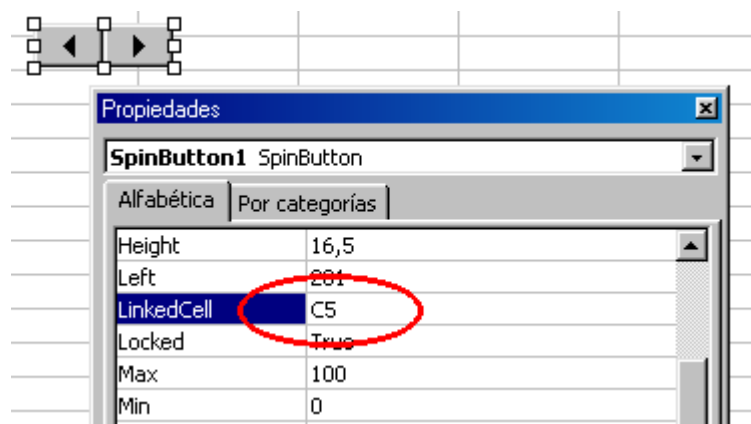 Propiedades
SpinButton1 SpinButton
Alfabética Por categorías
Height 16,5
Left 201
LinkedCell C5
Locked True
Max 100
Min 0